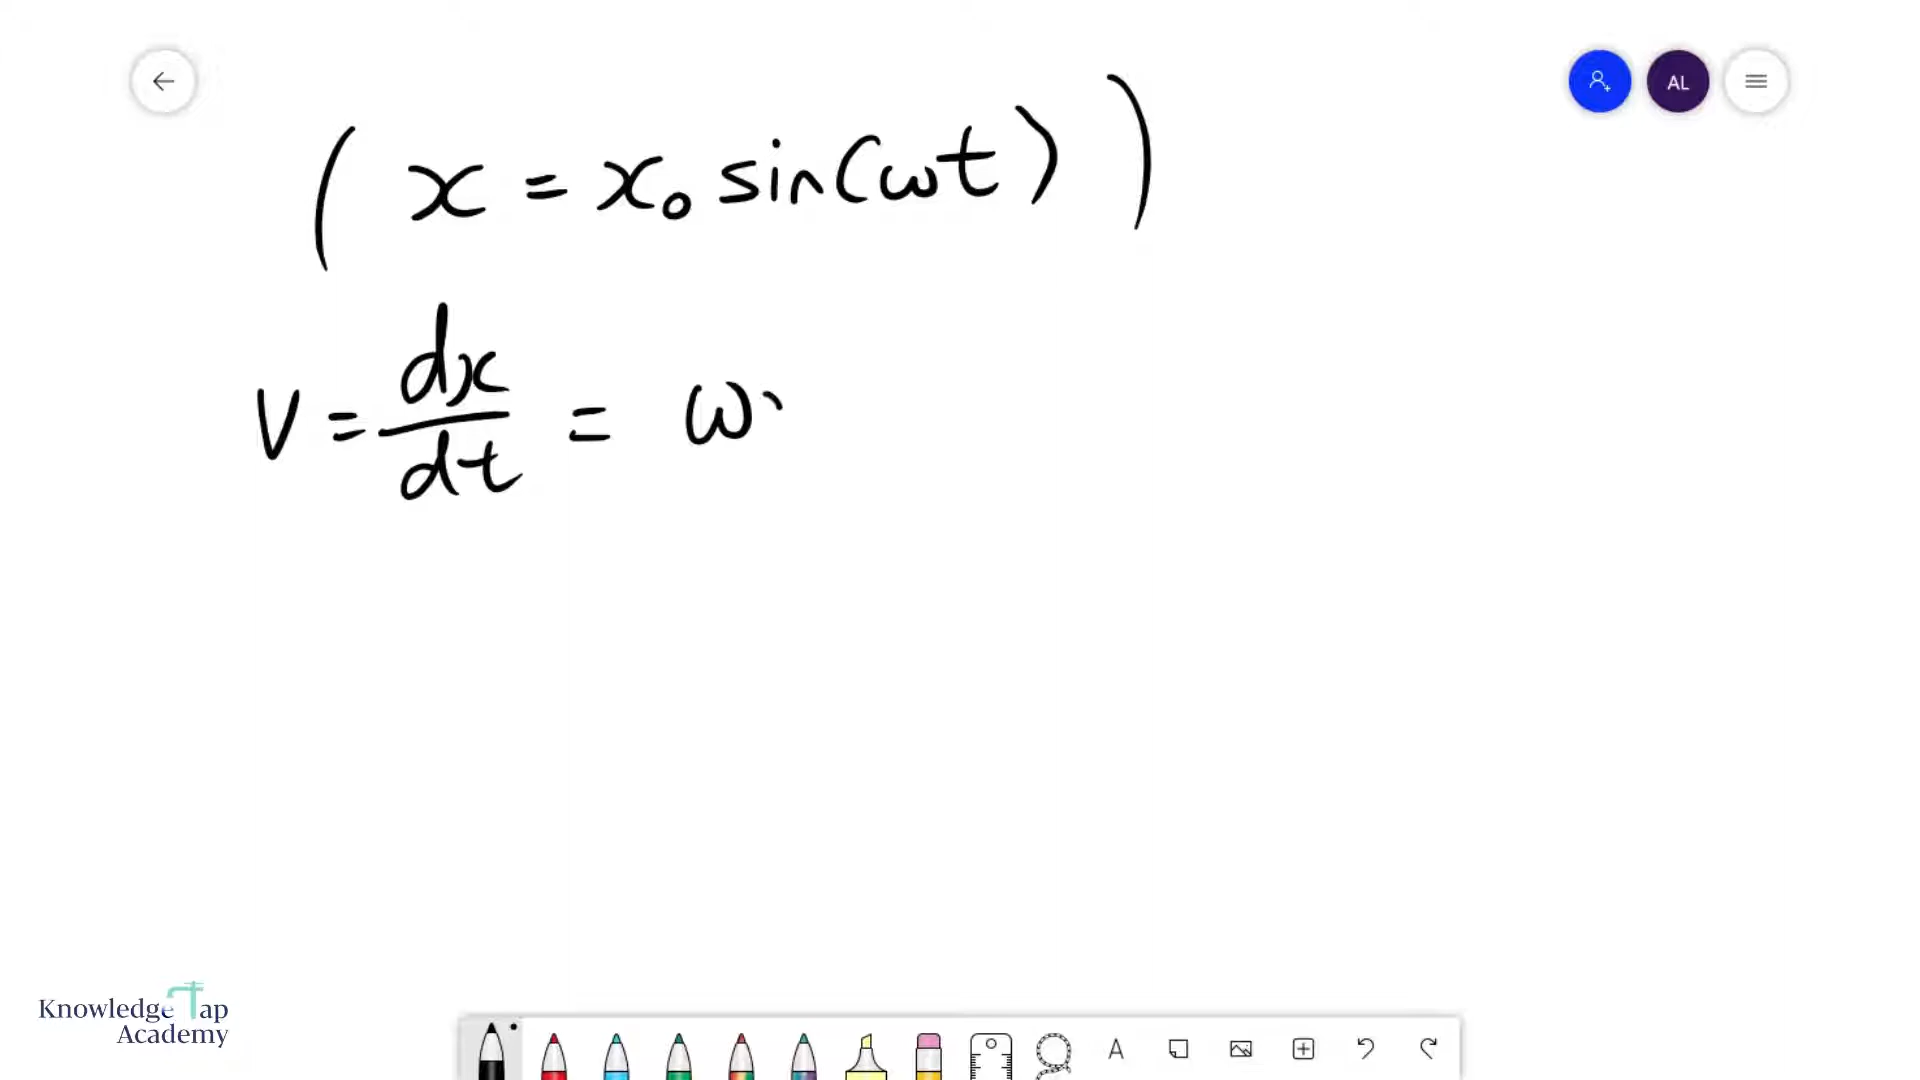 AL
( x = x₀ sin(ωt) )
v = dx/dt = ω
Knowledge Tap
Academy
A